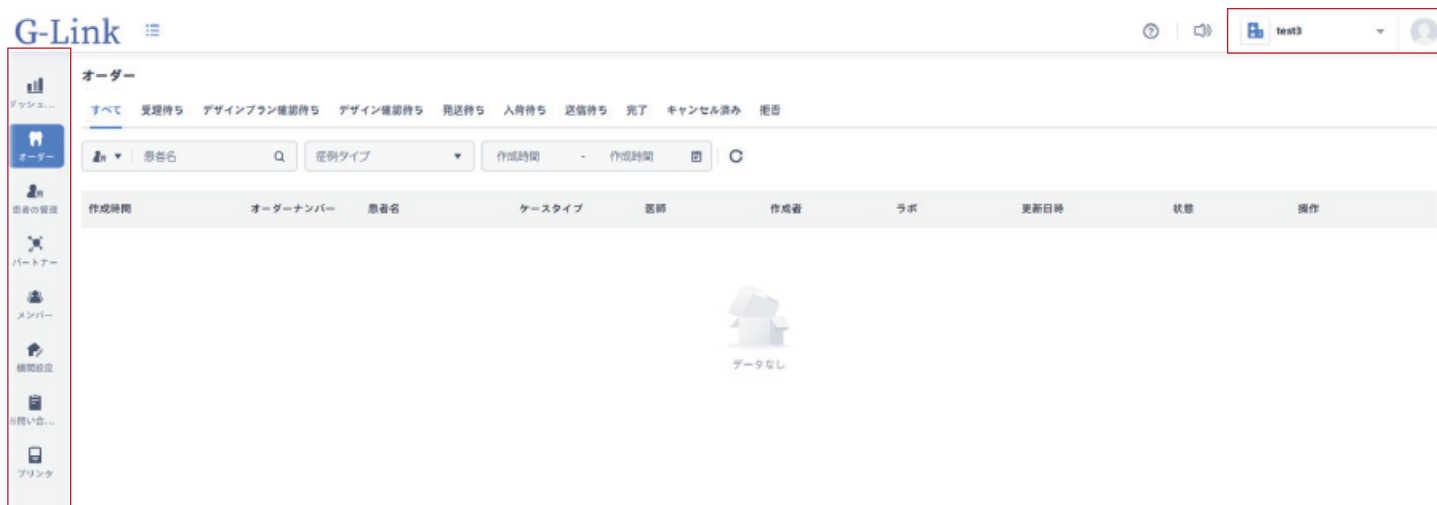 G-Link
test3
ダッシュ...
オーダー
患者の管理
パートナー
メンバー
機関設定
お問い合...
プリンタ
オーダー
すべて 受理待ち デザインプラン確認待ち デザイン確認待ち 発送待ち 入荷待ち 送信待ち 完了 キャンセル済み 拒否
患者名 症例タイプ 作成時間 - 作成時間
作成時間 オーダーナンバー 患者名 ケースタイプ 医師 作成者 ラボ 更新日時 状態 操作
データなし